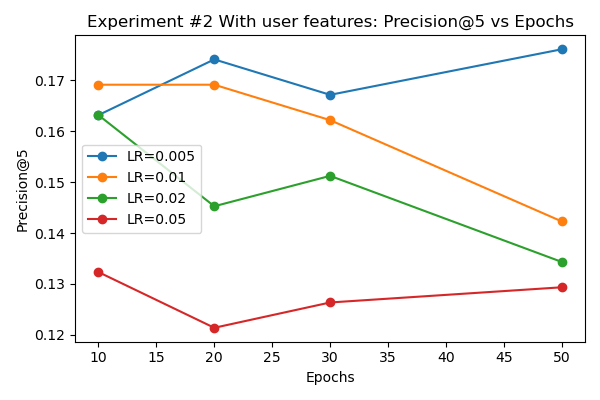 Experiment #2 With user features: Precision@5 vs Epochs
Precision@5
0.17
0.16
0.15
0.14
0.13
0.12
LR=0.005
LR=0.01
LR=0.02
LR=0.05
10 15 20 25 30 35 40 45 50
Epochs